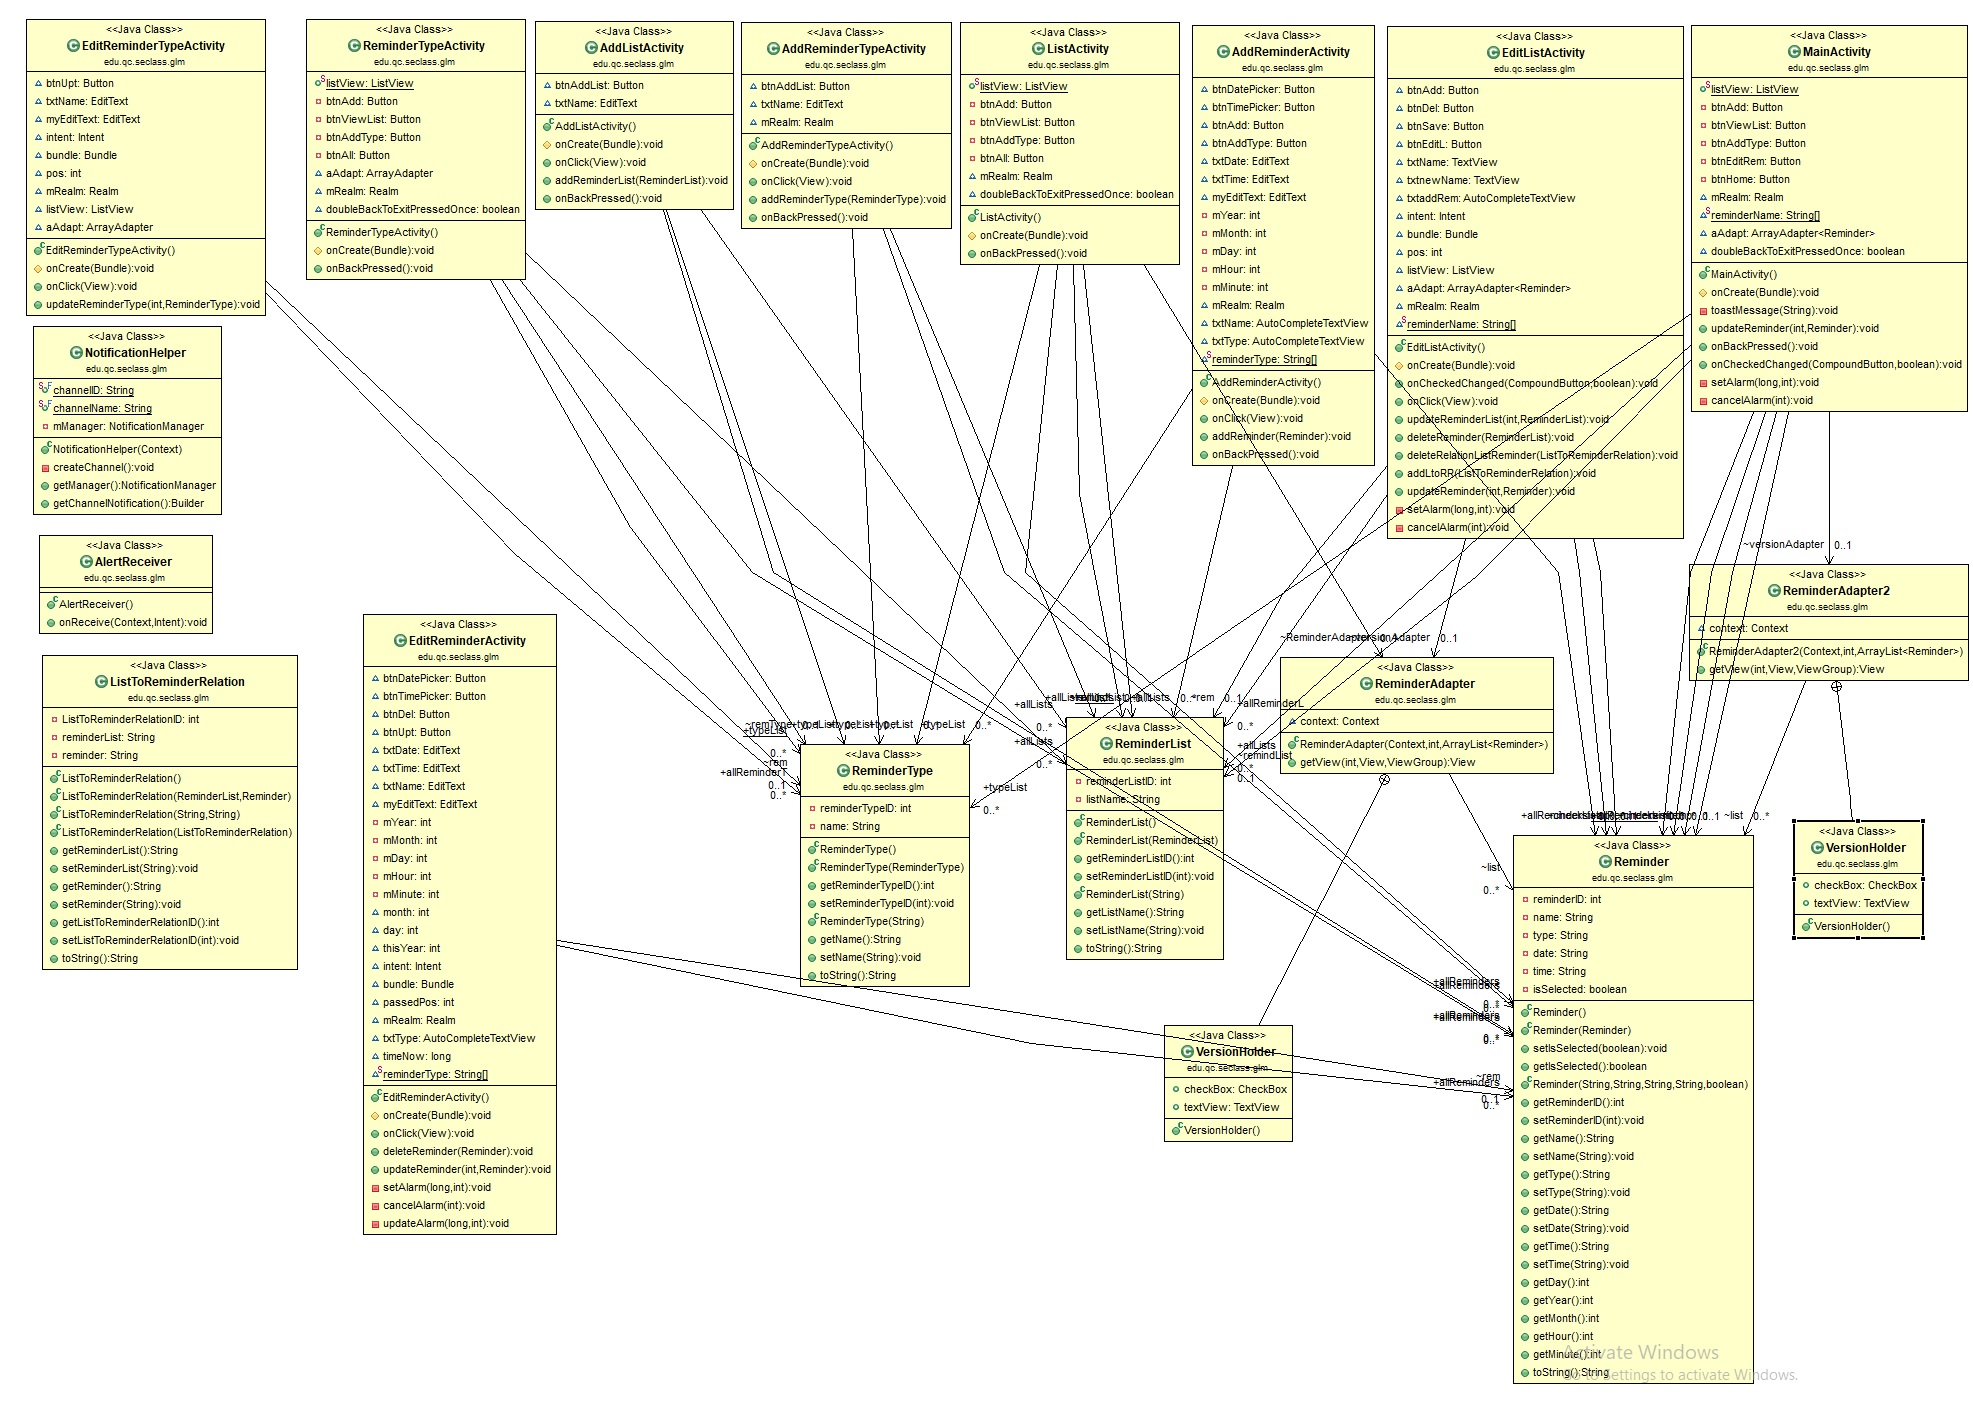 <<Java Class>>
EditReminderTypeActivity
edu.qc.seclass.glm
btnUpt: Button
txtName: EditText
myEditText: EditText
intent: Intent
bundle: Bundle
pos: int
mRealm: Realm
listView: ListView
aAdapt: ArrayAdapter
EditReminderTypeActivity()
onCreate(Bundle):void
onClick(View):void
updateReminderType(int,ReminderType):void
<<Java Class>>
ReminderTypeActivity
edu.qc.seclass.glm
listView: ListView
btnAdd: Button
btnViewList: Button
btnAddType: Button
btnAll: Button
aAdapt: ArrayAdapter
mRealm: Realm
doubleBackToExitPressedOnce: boolean
ReminderTypeActivity()
onCreate(Bundle):void
onBackPressed():void
<<Java Class>>
AddListActivity
edu.qc.seclass.glm
btnAddList: Button
txtName: EditText
AddListActivity()
onCreate(Bundle):void
onClick(View):void
addReminderList(ReminderList):void
onBackPressed():void
<<Java Class>>
AddReminderTypeActivity
edu.qc.seclass.glm
btnAddList: Button
txtName: EditText
mRealm: Realm
AddReminderTypeActivity()
onCreate(Bundle):void
onClick(View):void
addReminderType(ReminderType):void
onBackPressed():void
<<Java Class>>
ListActivity
edu.qc.seclass.glm
listView: ListView
btnAdd: Button
btnViewList: Button
btnAddType: Button
btnAll: Button
mRealm: Realm
doubleBackToExitPressedOnce: boolean
ListActivity()
onCreate(Bundle):void
onBackPressed():void
<<Java Class>>
AddReminderActivity
edu.qc.seclass.glm
btnDatePicker: Button
btnTimePicker: Button
btnAdd: Button
btnAddType: Button
txtDate: EditText
txtTime: EditText
myEditText: EditText
mYear: int
mMonth: int
mDay: int
mHour: int
mMinute: int
mRealm: Realm
txtName: AutoCompleteTextView
txtType: AutoCompleteTextView
reminderType: String[]
AddReminderActivity()
onCreate(Bundle):void
onClick(View):void
addReminder(Reminder):void
onBackPressed():void
<<Java Class>>
EditListActivity
edu.qc.seclass.glm
btnAdd: Button
btnDel: Button
btnSave: Button
btnEditL: Button
txtName: TextView
txtnewName: TextView
txtaddRem: AutoCompleteTextView
intent: Intent
bundle: Bundle
pos: int
listView: ListView
aAdapt: ArrayAdapter<Reminder>
mRealm: Realm
reminderName: String[]
EditListActivity()
onCreate(Bundle):void
onCheckedChanged(CompoundButton,boolean):void
onClick(View):void
updateReminderList(int,ReminderList):void
deleteReminder(ReminderList):void
deleteRelationListReminder(ListToReminderRelation):void
addLtoRR(ListToReminderRelation):void
updateReminder(int,Reminder):void
setAlarm(long,int):void
cancelAlarm(int):void
<<Java Class>>
MainActivity
edu.qc.seclass.glm
listView: ListView
btnAdd: Button
btnViewList: Button
btnAddType: Button
btnEditRem: Button
btnHome: Button
mRealm: Realm
reminderName: String[]
aAdapt: ArrayAdapter<Reminder>
doubleBackToExitPressedOnce: boolean
MainActivity()
onCreate(Bundle):void
toastMessage(String):void
updateReminder(int,Reminder):void
onBackPressed():void
onCheckedChanged(CompoundButton,boolean):void
setAlarm(long,int):void
cancelAlarm(int):void
<<Java Class>>
NotificationHelper
edu.qc.seclass.glm
channelID: String
channelName: String
mManager: NotificationManager
NotificationHelper(Context)
createChannel():void
getManager():NotificationManager
getChannelNotification():Builder
<<Java Class>>
AlertReceiver
edu.qc.seclass.glm
AlertReceiver()
onReceive(Context,Intent):void
<<Java Class>>
ListToReminderRelation
edu.qc.seclass.glm
ListToReminderRelationID: int
reminderList: String
reminder: String
ListToReminderRelation()
ListToReminderRelation(ReminderList,Reminder)
ListToReminderRelation(String,String)
ListToReminderRelation(ListToReminderRelation)
getReminderList():String
setReminderList(String):void
getReminder():String
setReminder(String):void
getListToReminderRelationID():int
setListToReminderRelationID(int):void
toString():String
<<Java Class>>
EditReminderActivity
edu.qc.seclass.glm
btnDatePicker: Button
btnTimePicker: Button
btnDel: Button
btnUpt: Button
txtDate: EditText
txtTime: EditText
txtName: EditText
myEditText: EditText
mYear: int
mMonth: int
mDay: int
mHour: int
mMinute: int
month: int
day: int
thisYear: int
intent: Intent
bundle: Bundle
passedPos: int
mRealm: Realm
txtType: AutoCompleteTextView
timeNow: long
reminderType: String[]
EditReminderActivity()
onCreate(Bundle):void
onClick(View):void
deleteReminder(Reminder):void
updateReminder(int,Reminder):void
setAlarm(long,int):void
cancelAlarm(int):void
updateAlarm(long,int):void
+typeList
0..*
~rem
0..1
0..*
<<Java Class>>
ReminderType
edu.qc.seclass.glm
reminderTypeID: int
name: String
ReminderType()
ReminderType(ReminderType)
getReminderTypeID():int
setReminderTypeID(int):void
ReminderType(String)
getName():String
setName(String):void
toString():String
+typeList
0..*
+allLists
0..*
+allLists
0..*
<<Java Class>>
ReminderList
edu.qc.seclass.glm
reminderListID: int
listName: String
ReminderList()
ReminderList(ReminderList)
getReminderListID():int
setReminderListID(int):void
ReminderList(String)
getListName():String
setListName(String):void
toString():String
~rem
0..1
0..*
+allLists
0..*
~remindList
0..1
0..1
<<Java Class>>
ReminderAdapter
edu.qc.seclass.glm
context: Context
ReminderAdapter(Context,int,ArrayList<Reminder>)
getView(int,View,ViewGroup):View
~versionAdapter
0..1
<<Java Class>>
ReminderAdapter2
edu.qc.seclass.glm
context: Context
ReminderAdapter2(Context,int,ArrayList<Reminder>)
getView(int,View,ViewGroup):View
<<Java Class>>
VersionHolder
edu.qc.seclass.glm
checkBox: CheckBox
textView: TextView
VersionHolder()
<<Java Class>>
VersionHolder
edu.qc.seclass.glm
checkBox: CheckBox
textView: TextView
VersionHolder()
~list
0..*
~list
0..*
+allReminders
0..*
+allReminders
0..*
~rem
+allReminders
0..1
0..*
<<Java Class>>
Reminder
edu.qc.seclass.glm
reminderID: int
name: String
type: String
date: String
time: String
isSelected: boolean
Reminder()
Reminder(Reminder)
setIsSelected(boolean):void
getIsSelected():boolean
Reminder(String,String,String,String,boolean)
getReminderID():int
setReminderID(int):void
getName():String
setName(String):void
getType():String
setType(String):void
getDate():String
setDate(String):void
getTime():String
setTime(String):void
getDay():int
getYear():int
getMonth():int
getHour():int
getMinute():int
toString():String
Activate Windows
Go to Settings to activate Windows.